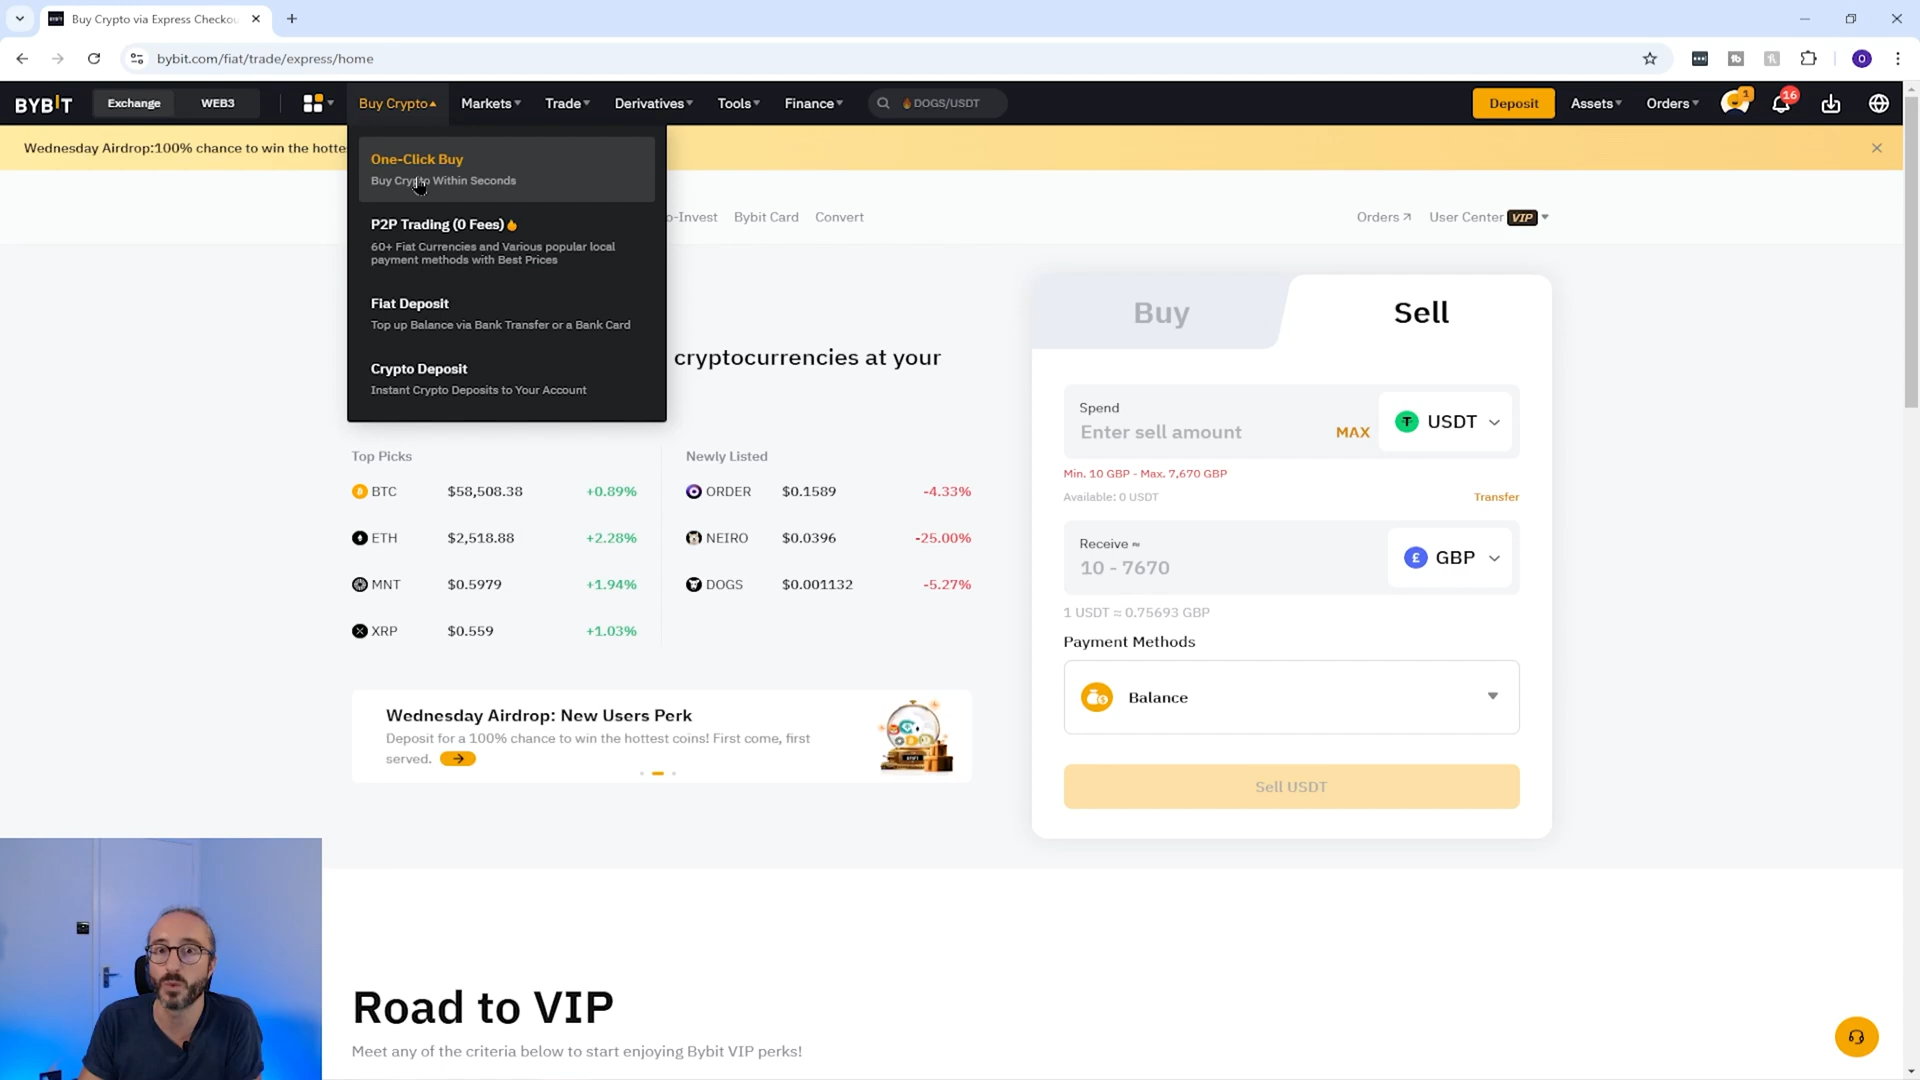 Buy Crypto via Express Checkou
bybit.com/fiat/trade/express/home
BYBIT
Exchange
WEB3
Buy Crypto
Markets
Trade
Derivatives
Tools
Finance
DOGS/USDT
Deposit
Assets
Orders
1
16
Wednesday Airdrop:100% chance to win the hotte
One-Click Buy
Buy Crypto Within Seconds
P2P Trading (0 Fees)
60+ Fiat Currencies and Various popular local
payment methods with Best Prices
Fiat Deposit
Top up Balance via Bank Transfer or a Bank Card
Crypto Deposit
Instant Crypto Deposits to Your Account
o-Invest
Bybit Card
Convert
Orders
User Center VIP
cryptocurrencies at your
Top Picks
BTC $58,508.38 +0.89%
ETH $2,518.88 +2.28%
MNT $0.5979 +1.94%
XRP $0.559 +1.03%
Newly Listed
ORDER $0.1589 -4.33%
NEIRO $0.0396 -25.00%
DOGS $0.001132 -5.27%
Wednesday Airdrop: New Users Perk
Deposit for a 100% chance to win the hottest coins! First come, first
served.
Buy
Sell
Spend
Enter sell amount
MAX
USDT
Min. 10 GBP - Max. 7,670 GBP
Available: 0 USDT
Transfer
Receive ≈
10 - 7670
GBP
1 USDT ≈ 0.75693 GBP
Payment Methods
Balance
Sell USDT
Road to VIP
Meet any of the criteria below to start enjoying Bybit VIP perks!